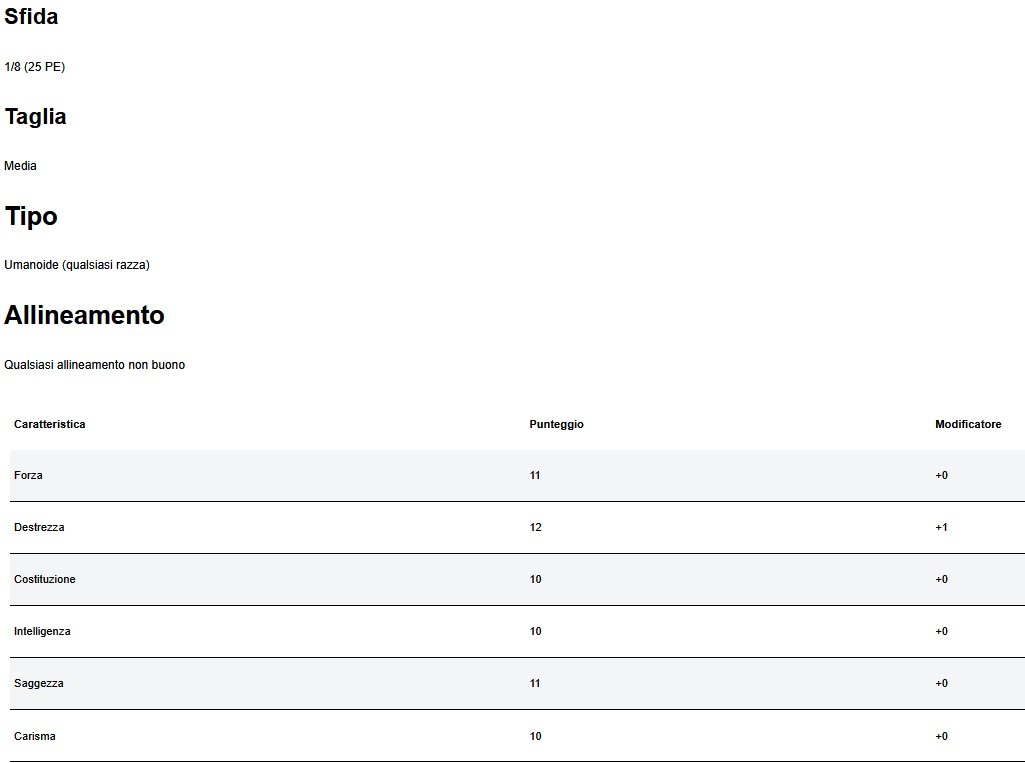 Sfida
1/8 (25 PE)
Taglia
Media
Tipo
Umanoide (qualsiasi razza)
Allineamento
Qualsiasi allineamento non buono
Caratteristica Punteggio Modificatore
Forza 11 +0
Destrezza 12 +1
Costituzione 10 +0
Intelligenza 10 +0
Saggezza 11 +0
Carisma 10 +0